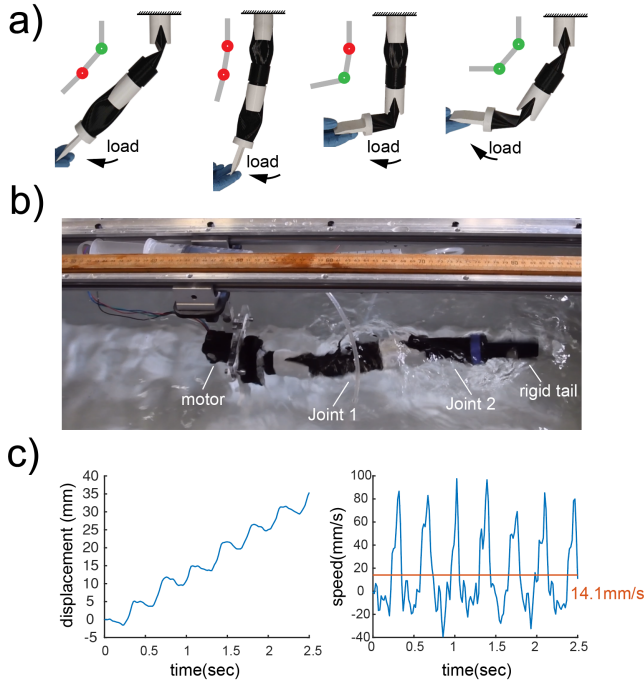 a)
load
load
load
load
b)
motor
Joint 1
Joint 2
rigid tail
c)
displacement (mm)
40
35
30
25
20
15
10
5
0
-5
0 0.5 1 1.5 2 2.5
time(sec)
speed(mm/s)
100
80
60
40
20
0
-20
-40
14.1mm/s
0 0.5 1 1.5 2 2.5
time(sec)